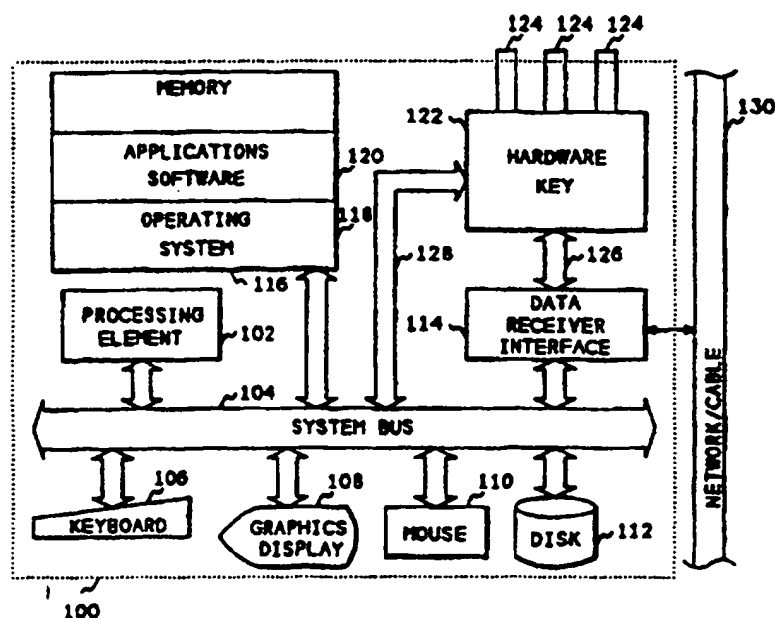 124 124 124
130
MEMORY
122
HARDWARE
KEY
APPLICATIONS
SOFTWARE
120
118
OPERATING
SYSTEM
128
126
116
PROCESSING
ELEMENT
102
114
DATA
RECEIVER
INTERFACE
104
SYSTEM BUS
NETWORK/CABLE
106
KEYBOARD
108
GRAPHICS
DISPLAY
110
MOUSE
DISK
112
100